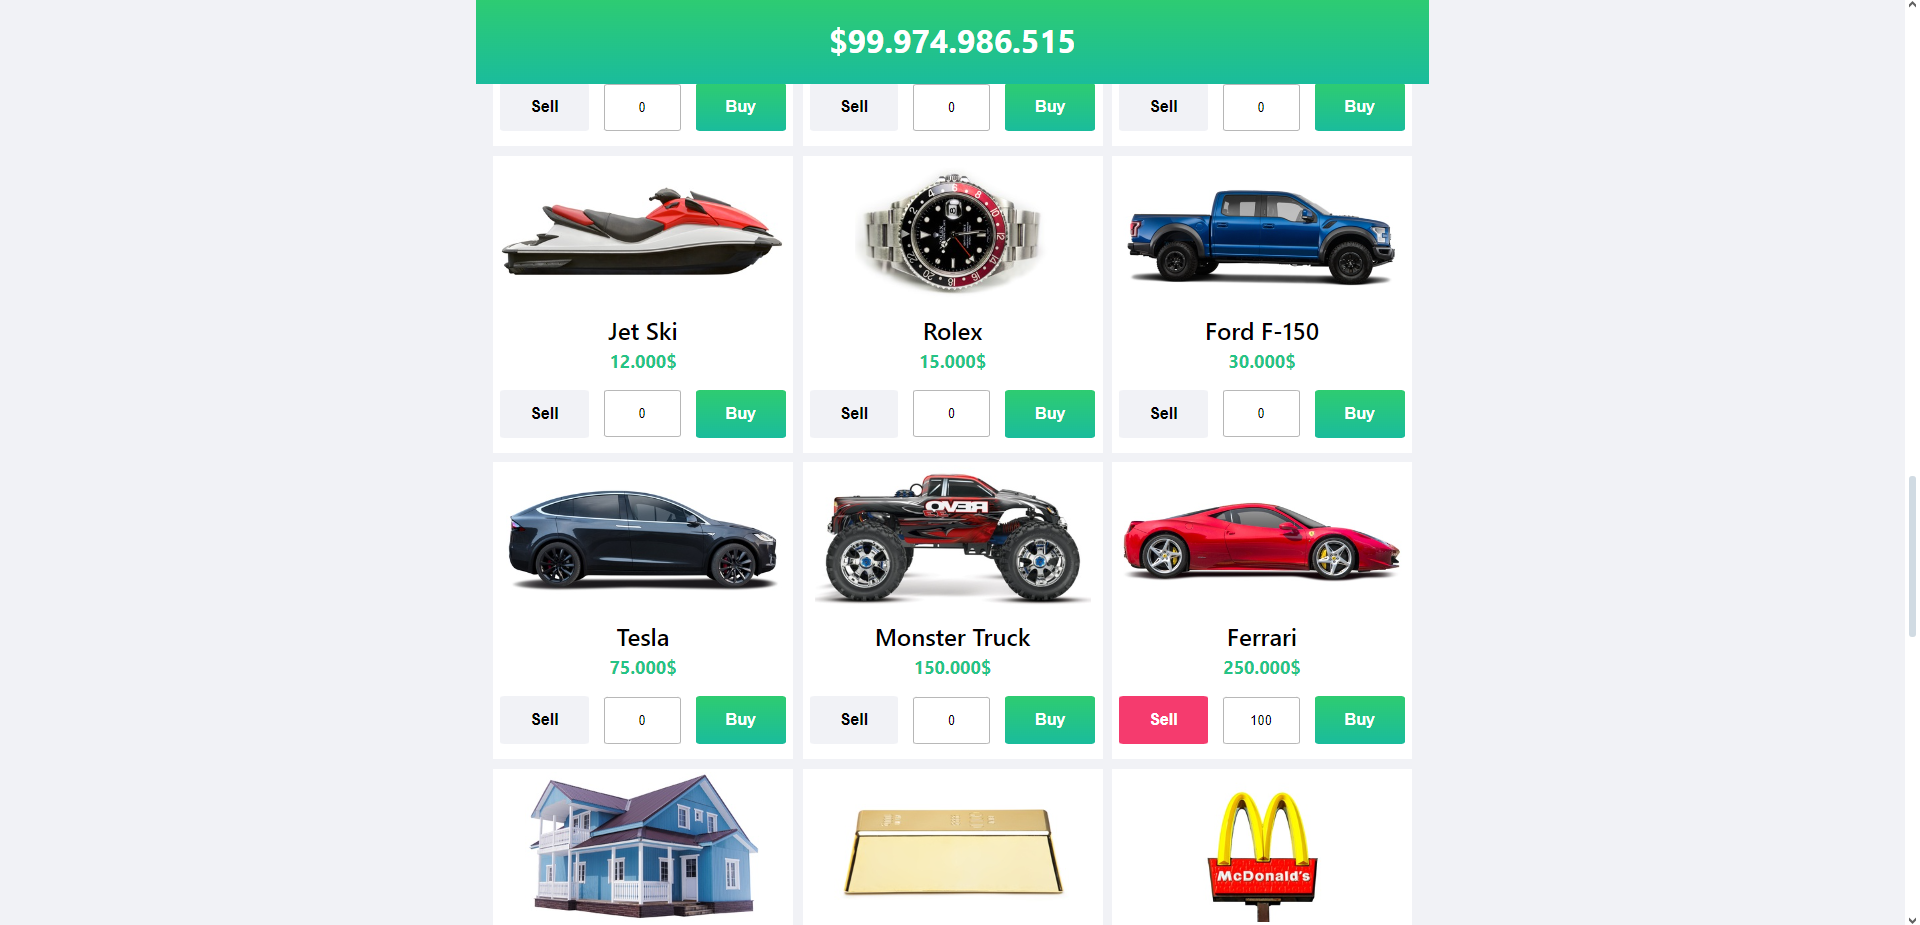 $99.974.986.515
Sell 0 Buy Sell 0 Buy Sell 0 Buy
Jet Ski Rolex Ford F-150
12.000$ 15.000$ 30.000$
Sell 0 Buy Sell 0 Buy Sell 0 Buy
REVO
Tesla Monster Truck Ferrari
75.000$ 150.000$ 250.000$
Sell 0 Buy Sell 0 Buy Sell 100 Buy
McDonald's